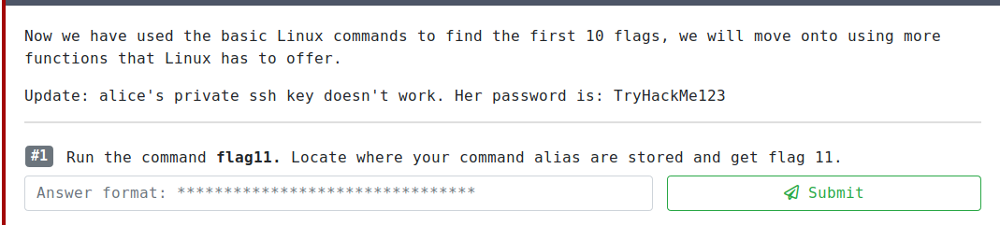 Now we have used the basic Linux commands to find the first 10 flags, we will move onto using more
functions that Linux has to offer.
Update: alice's private ssh key doesn't work. Her password is: TryHackMe123
#1 Run the command flag11. Locate where your command alias are stored and get flag 11.
Answer format: ******************************** Submit